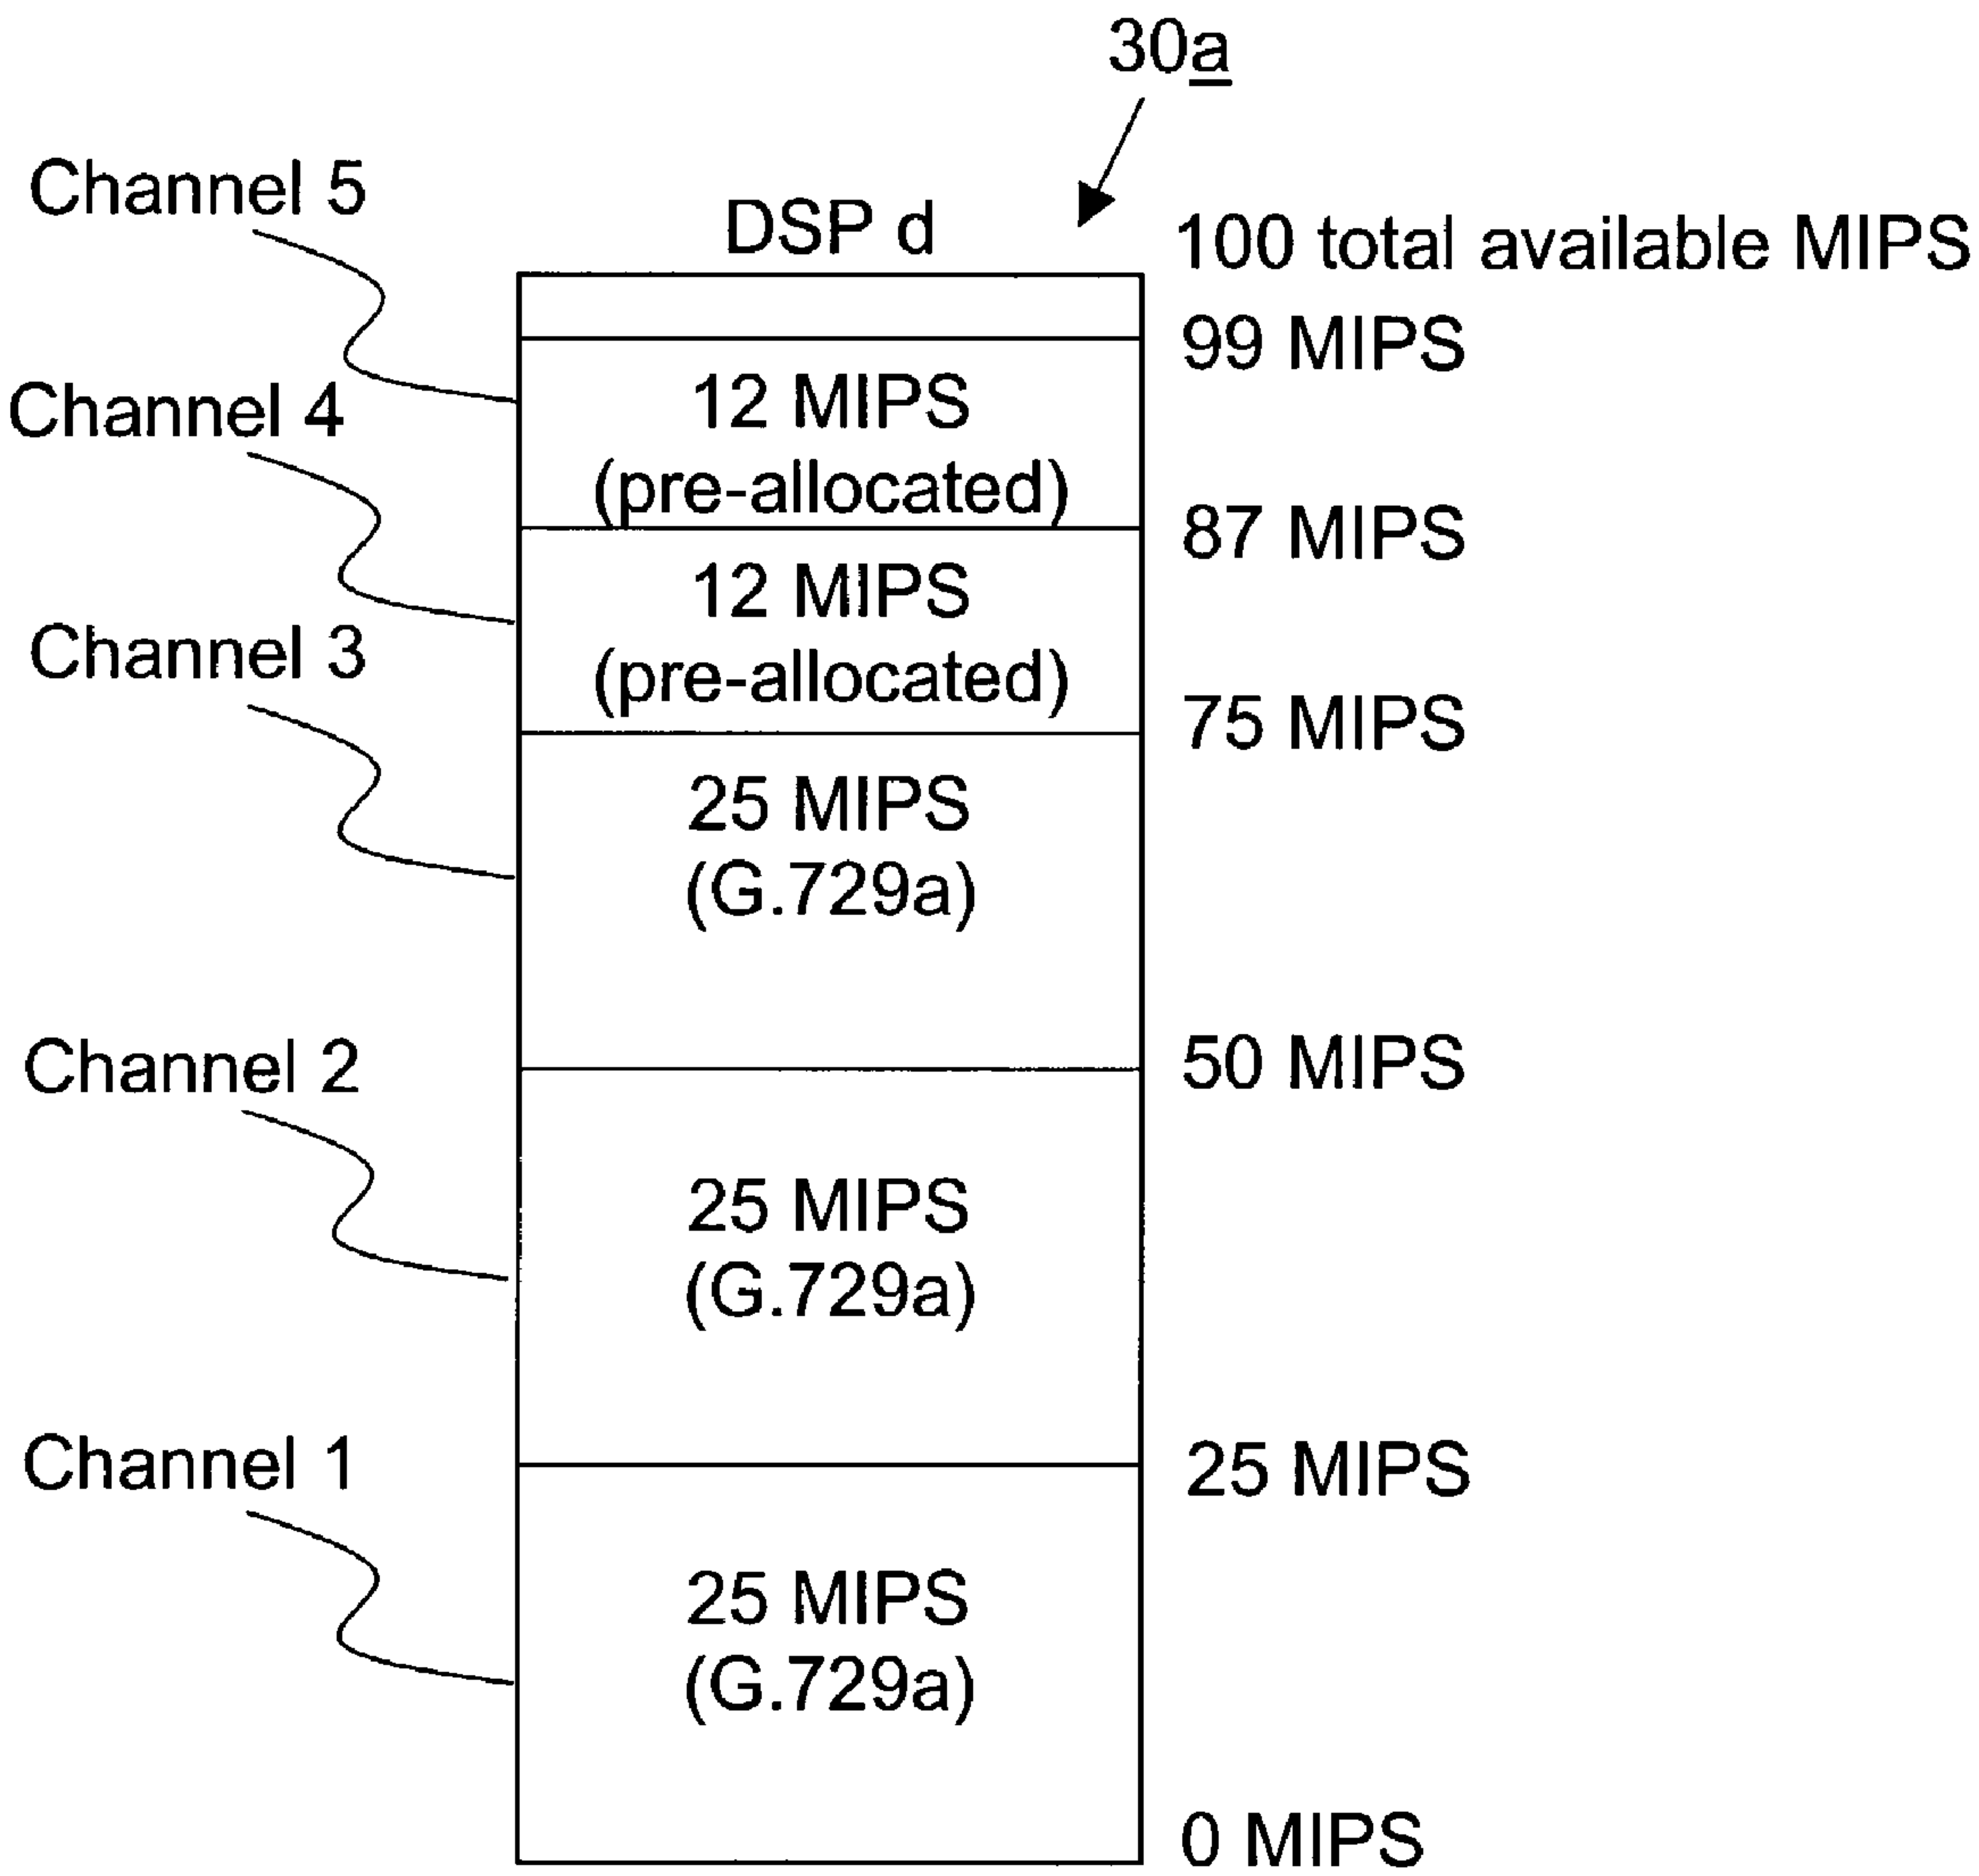 30a
Channel 5
DSP d
100 total available MIPS
99 MIPS
12 MIPS
(pre-allocated)
Channel 4
87 MIPS
12 MIPS
(pre-allocated)
Channel 3
75 MIPS
25 MIPS
(G.729a)
Channel 2
50 MIPS
25 MIPS
(G.729a)
Channel 1
25 MIPS
25 MIPS
(G.729a)
0 MIPS